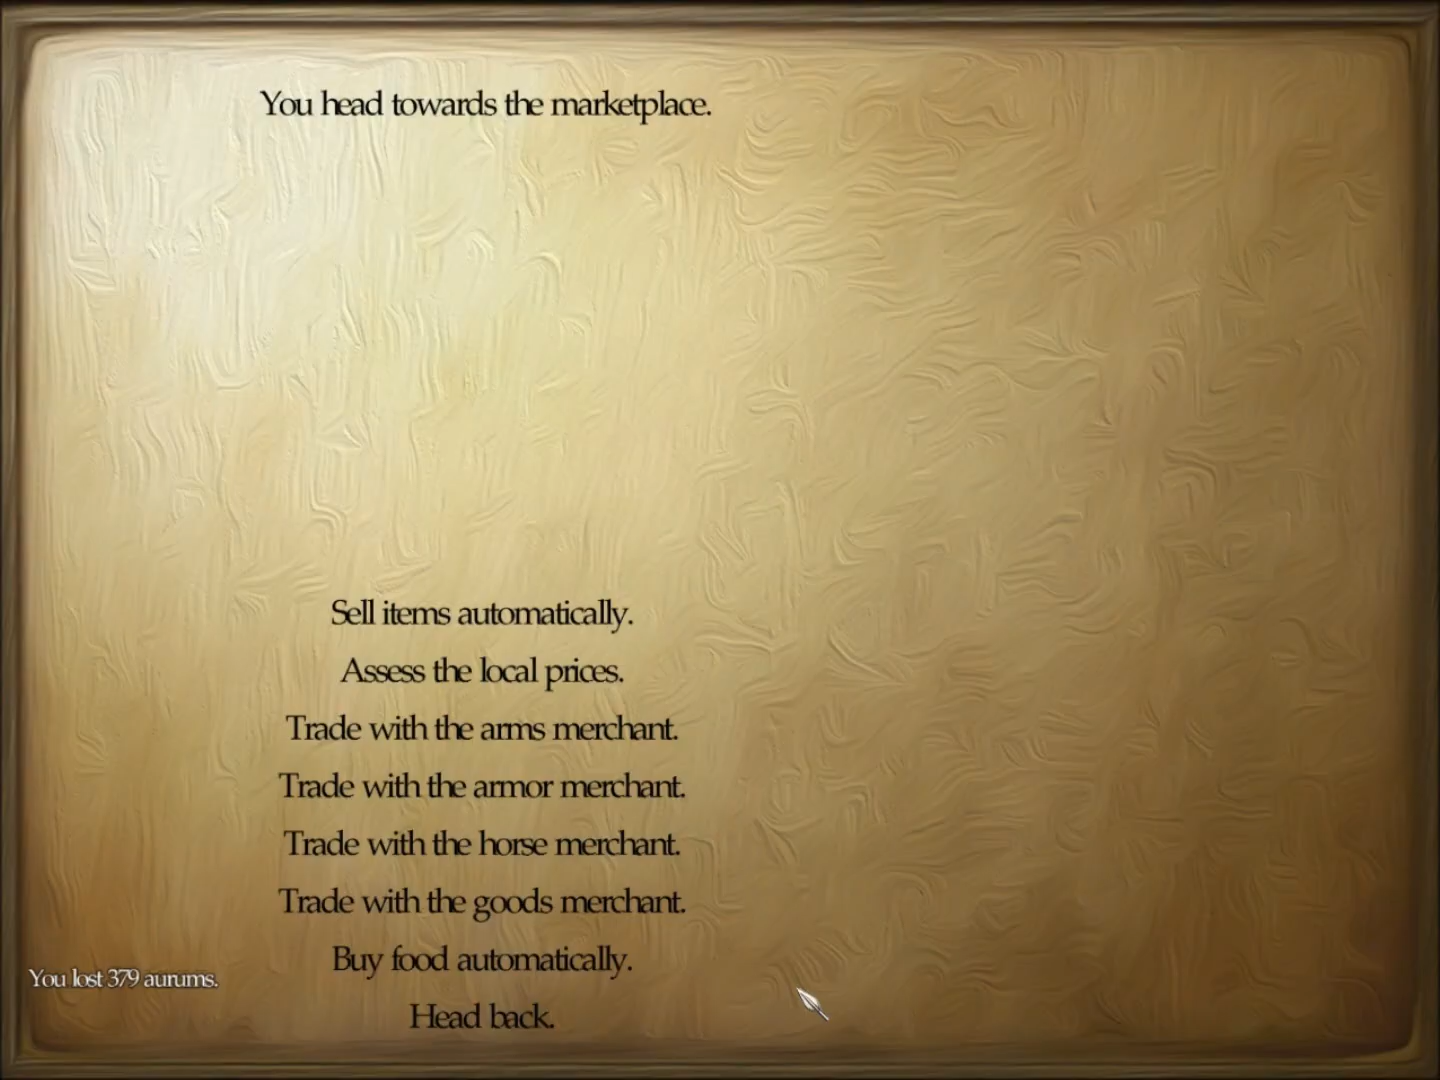 You head towards the marketplace.
Sell items automatically.
Assess the local prices.
Trade with the arms merchant.
Trade with the armor merchant.
Trade with the horse merchant.
Trade with the goods merchant.
Buy food automatically.
You lost 379 aurums.
Head back.